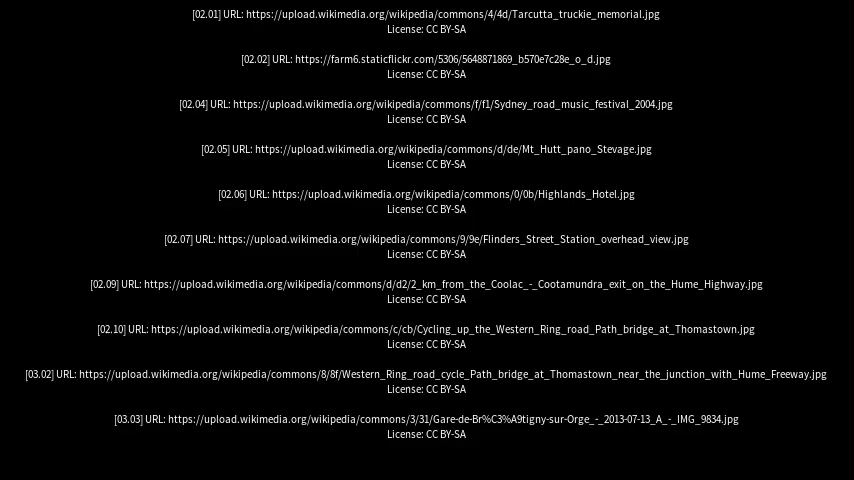 [02.01] URL: https://upload.wikimedia.org/wikipedia/commons/4/4d/Tarcutta_truckie_memorial.jpg
License: CC BY-SA
[02.02] URL: https://farm6.staticflickr.com/5306/5648871869_b570e7c28e_o_d.jpg
License: CC BY-SA
[02.04] URL: https://upload.wikimedia.org/wikipedia/commons/f/f1/Sydney_road_music_festival_2004.jpg
License: CC BY-SA
[02.05] URL: https://upload.wikimedia.org/wikipedia/commons/d/de/Mt_Hutt_pano_Stevage.jpg
License: CC BY-SA
[02.06] URL: https://upload.wikimedia.org/wikipedia/commons/0/0b/Highlands_Hotel.jpg
License: CC BY-SA
[02.07] URL: https://upload.wikimedia.org/wikipedia/commons/9/9e/Flinders_Street_Station_overhead_view.jpg
License: CC BY-SA
[02.09] URL: https://upload.wikimedia.org/wikipedia/commons/d/d2/2_km_from_the_Coolac_-_Cootamundra_exit_on_the_Hume_Highway.jpg
License: CC BY-SA
[02.10] URL: https://upload.wikimedia.org/wikipedia/commons/c/cb/Cycling_up_the_Western_Ring_road_Path_bridge_at_Thomastown.jpg
License: CC BY-SA
[03.02] URL: https://upload.wikimedia.org/wikipedia/commons/8/8f/Western_Ring_road_cycle_Path_bridge_at_Thomastown_near_the_junction_with_Hume_Freeway.jpg
License: CC BY-SA
[03.03] URL: https://upload.wikimedia.org/wikipedia/commons/3/31/Gare-de-Br%C3%A9tigny-sur-Orge_-_2013-07-13_A_-_IMG_9834.jpg
License: CC BY-SA